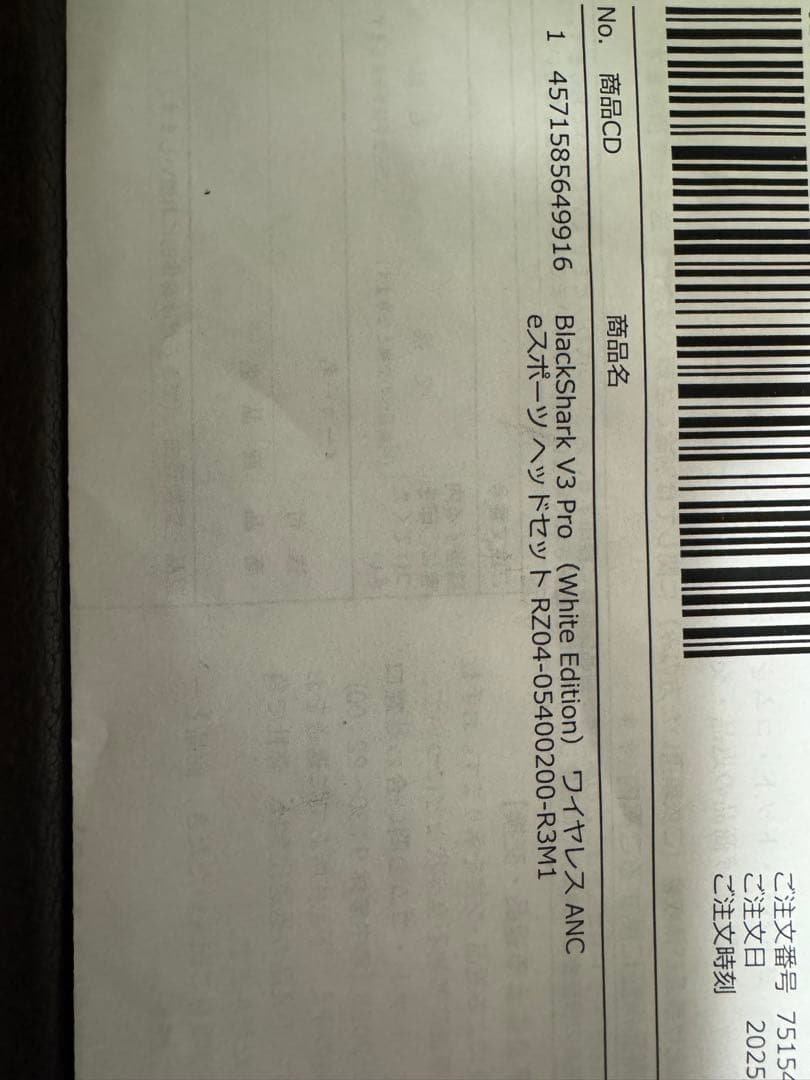 ご注文番号 75154
ご注文日 2025
ご注文時刻
No. 商品CD 商品名
1 4571585649916 BlackShark V3 Pro （White Edition） ワイヤレス ANC
eスポーツ ヘッドセット RZ04-05400200-R3M1